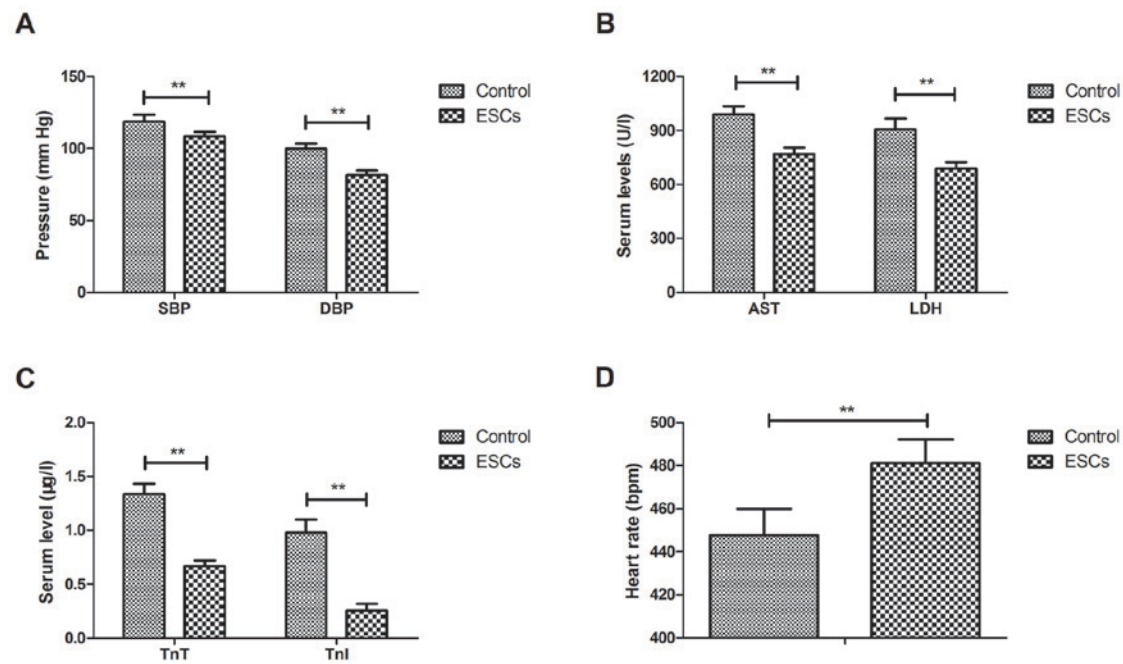 A
Pressure (mm Hg)
150
100
50
0
**
**
SBP
DBP
Control
ESCs
B
Serum levels (U/l)
1200
900
600
300
0
**
**
AST
LDH
Control
ESCs
C
Serum level (µg/l)
2.0
1.5
1.0
0.5
0.0
**
**
TnT
TnI
Control
ESCs
D
Heart rate (bpm)
500
480
460
440
420
400
**
Control
ESCs